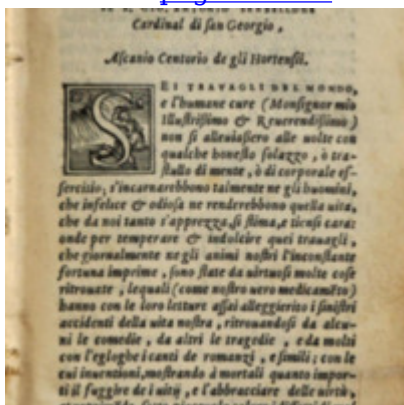 Cardinal di ſan Georgio,
Aſcanio Centorio de gli Hortenſii.
SEI TRAVAGLI DEL MONDO,
e l'humane cure (Monſignor mio
Illuſtriſſimo & Reuerendiſſimo)
non ſi alleuiaſſero alle uolte con
qualche honeſto ſolazzo, ò tra-
ſtullo di mente, ò di corporale eſ-
ſercitio, s'incarnarebbono talmente ne gli huomini,
che infelice & odioſa ne renderebbono quella uita,
che da noi tanto s'apprezza, ſi ſtima, e tienſi cara:
onde per temperare & indolcire quei trauagli,
che giornalmente ne gli animi noſtri l'inconſtante
fortuna imprime, ſono ſtate da uirtuoſi molte coſe
ritrouate, lequali (come noſtro uero medicamẽto)
hanno con le loro letture aſſai alleggierito i ſiniſtri
accidenti della uita noſtra, ritrouandoſi da alcu-
ni le comedie, da altri le tragedie, e da molti
con l'egloghe i canti de romanzi, e ſimili; con le
cui inuentioni, moſtrando à mortali quanto impor-
ti il fuggire de i uitij, e l'abbracciare delle uirtù,